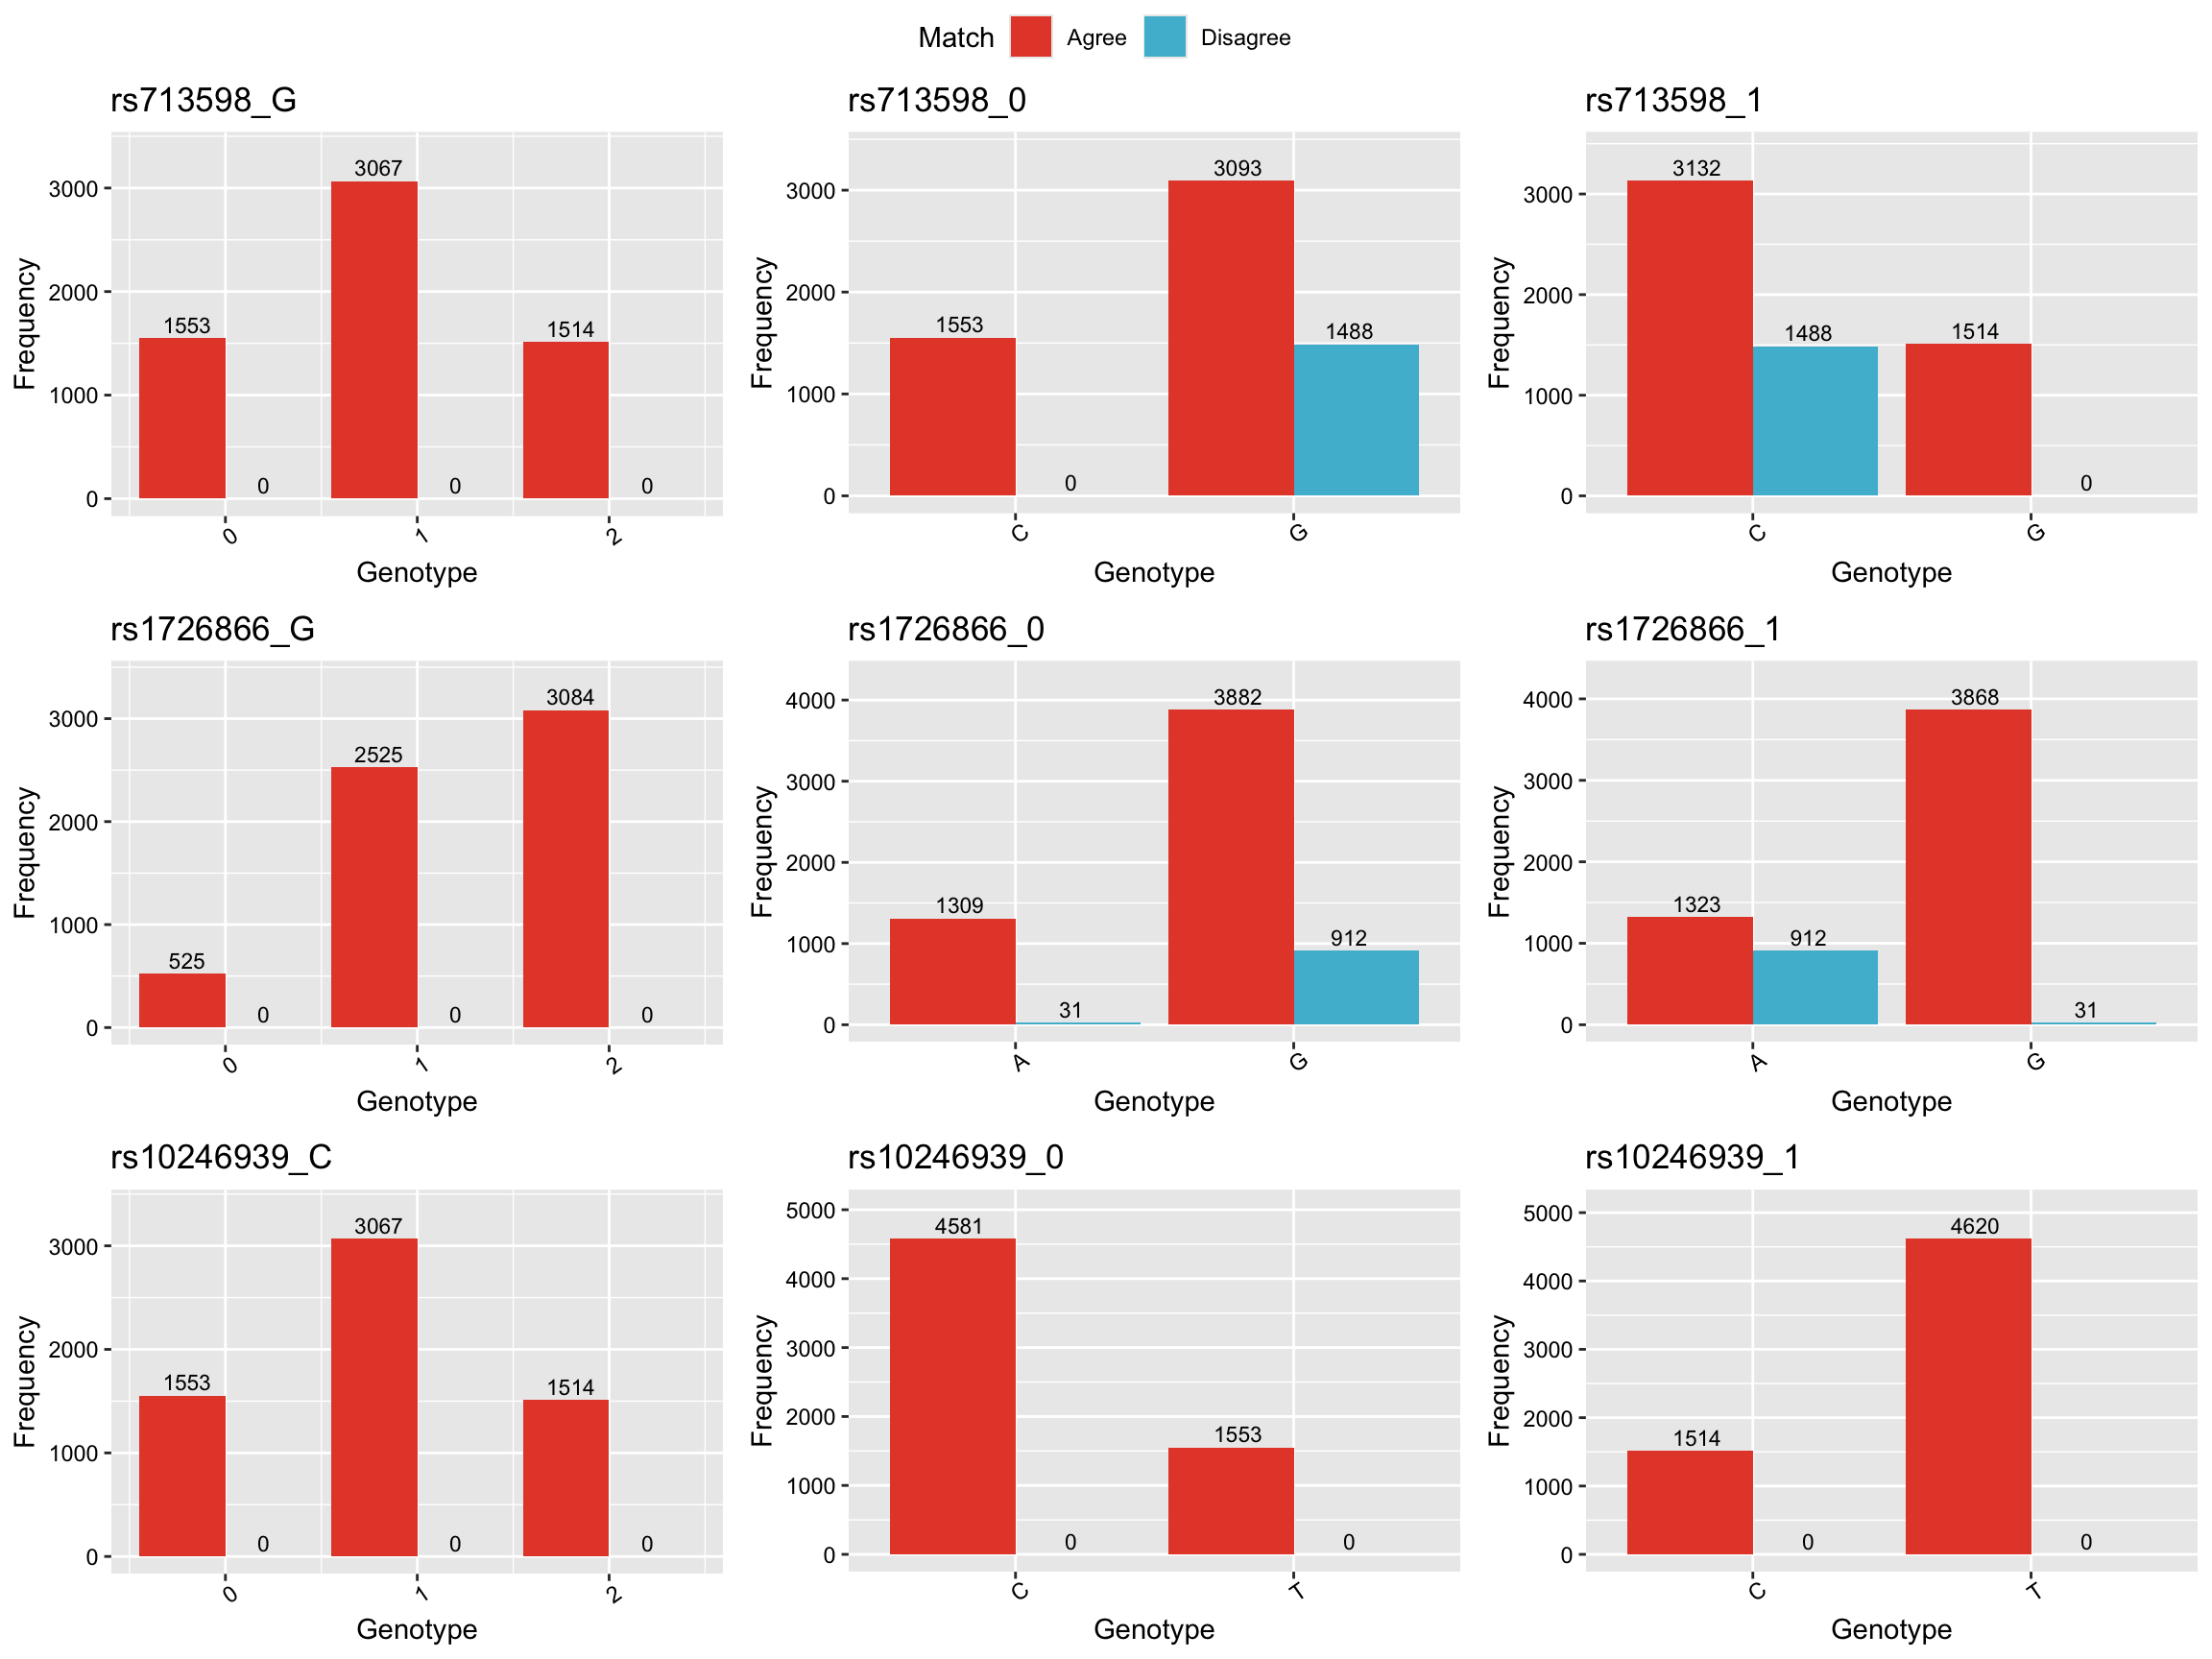 Match Agree Disagree
rs713598_G
Frequency
3000
2000
1000
0
1553
0
3067
0
1514
0
0 1 2
Genotype
rs713598_0
Frequency
3000
2000
1000
0
1553
0
3093
1488
C G
Genotype
rs713598_1
Frequency
3000
2000
1000
0
3132
1488
1514
0
C G
Genotype
rs1726866_G
Frequency
3000
2000
1000
0
525
0
2525
0
3084
0
0 1 2
Genotype
rs1726866_0
Frequency
4000
3000
2000
1000
0
1309
31
3882
912
A G
Genotype
rs1726866_1
Frequency
4000
3000
2000
1000
0
1323
912
3868
31
A G
Genotype
rs10246939_C
Frequency
3000
2000
1000
0
1553
0
3067
0
1514
0
0 1 2
Genotype
rs10246939_0
Frequency
5000
4000
3000
2000
1000
0
4581
0
1553
0
C T
Genotype
rs10246939_1
Frequency
5000
4000
3000
2000
1000
0
1514
0
4620
0
C T
Genotype